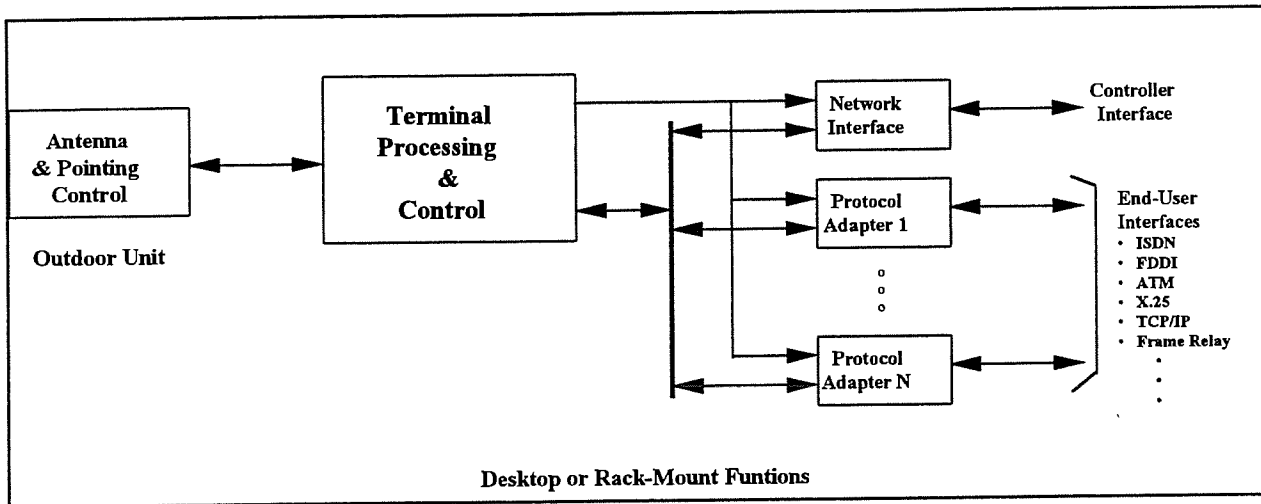 Antenna
& Pointing
Control
Outdoor Unit
Terminal
Processing
&
Control
Network
Interface
Controller
Interface
Protocol
Adapter 1
Protocol
Adapter N
End-User
Interfaces
• ISDN
• FDDI
• ATM
• X.25
• TCP/IP
• Frame Relay
Desktop or Rack-Mount Funtions